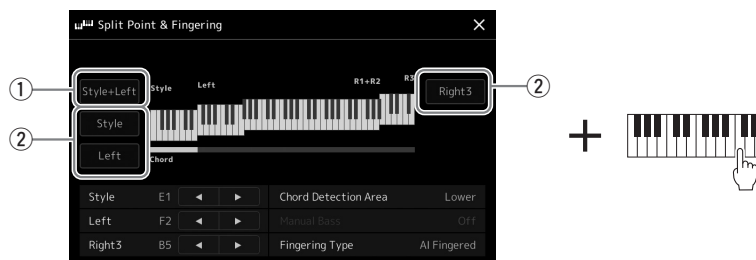 Split Point & Fingering ×
① Style+Left Style Left R1+R2 R3 Right3 ②
② Style
Left
Chord
+
Style E1 ◄ ► Chord Detection Area Lower
Left F2 ◄ ► Manual Bass Off
Right3 B5 ◄ ► Fingering Type AI Fingered